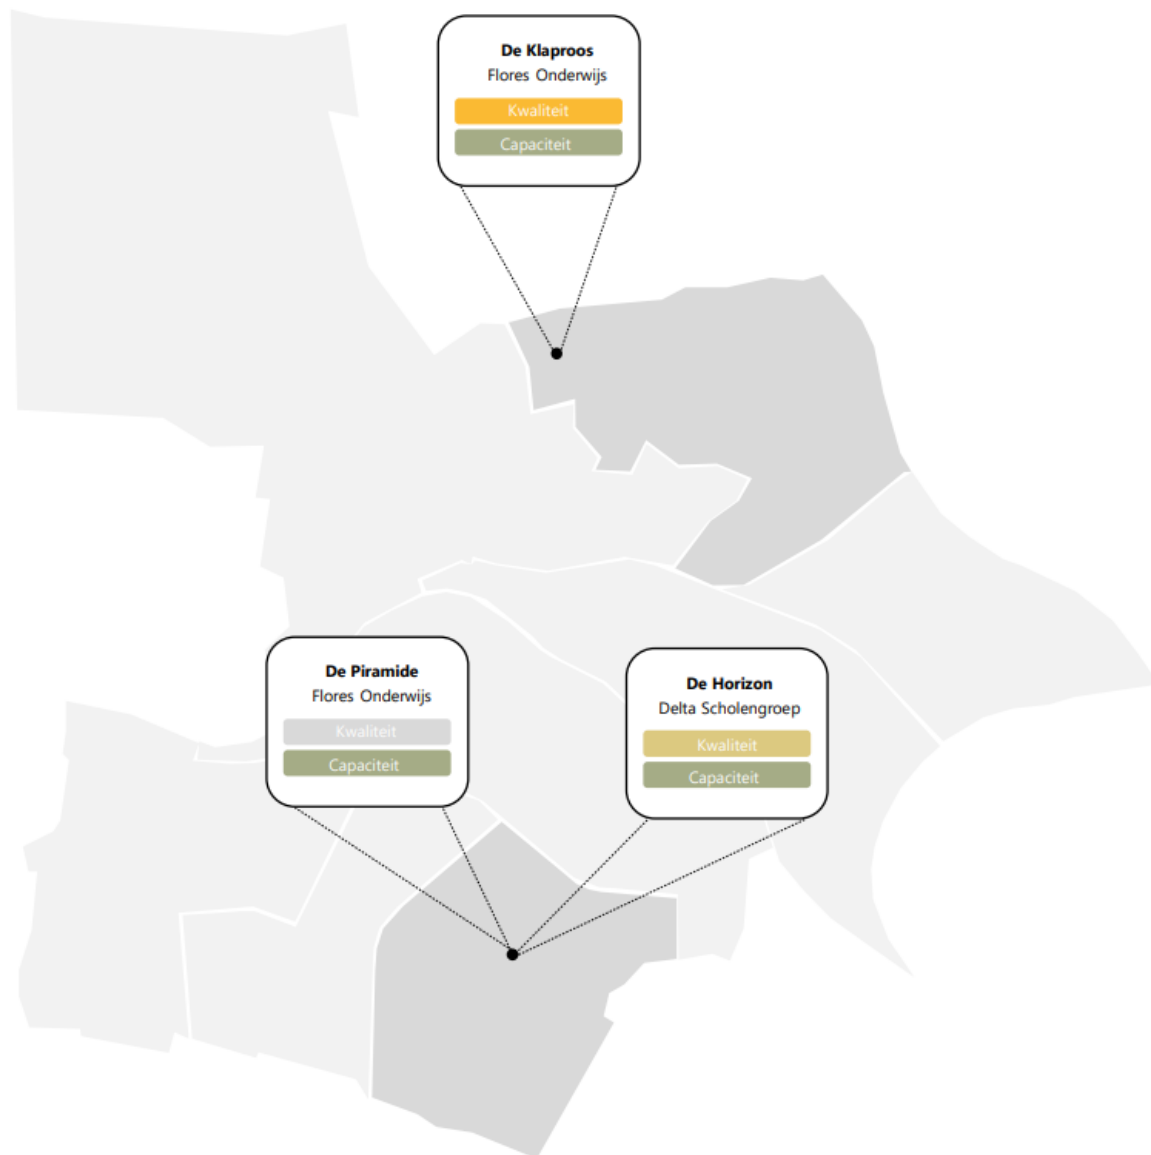 De Klaproos
Flores Onderwijs
Kwaliteit
Capaciteit
De Piramide
Flores Onderwijs
Kwaliteit
Capaciteit
De Horizon
Delta Scholengroep
Kwaliteit
Capaciteit